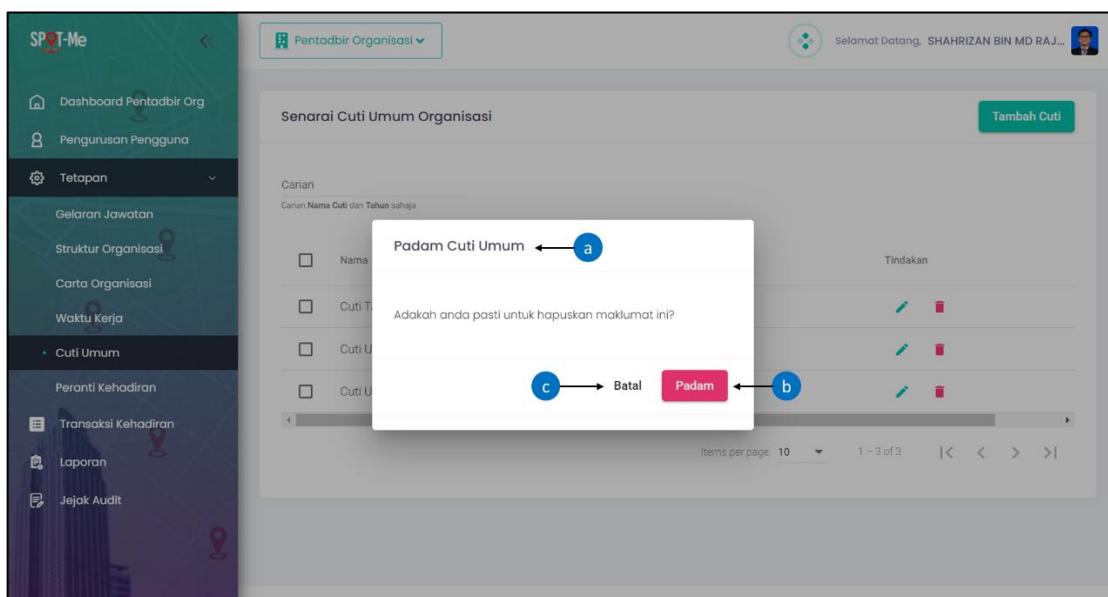 SPOT-Me
Pentadbir Organisasi
Selamat Datang, SHAHRIZAN BIN MD RAJ...
Dashboard Pentadbir Org
Pengurusan Pengguna
Tetapan
Gelaran Jawatan
Struktur Organisasi
Carta Organisasi
Waktu Kerja
Cuti Umum
Peranti Kehadiran
Transaksi Kehadiran
Laporan
Jejak Audit
Senarai Cuti Umum Organisasi
Tambah Cuti
Carian
Carian Nama Cuti dan Tahun sahaja
Nama
Tindakan
Cuti T
Cuti U
Cuti U
Padam Cuti Umum
a
Adakah anda pasti untuk hapuskan maklumat ini?
c
Batal
Padam
b
Items per page: 10
1 – 3 of 3